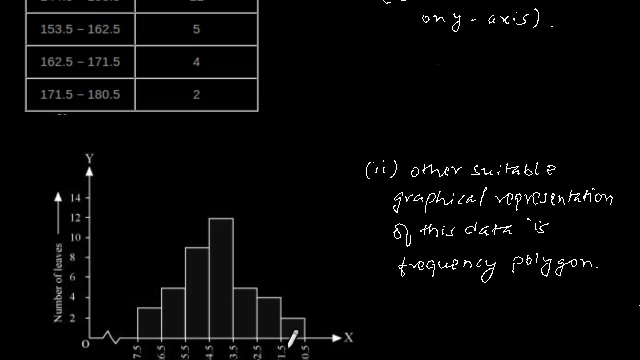 153.5 – 162.5 5
on y - axis).
162.5 – 171.5 4
171.5 – 180.5 2
Y
(ii) other suitable
graphical representation
of this data is
frequency polygon.
14
12
10
8
6
4
2
Number of leaves
O
X